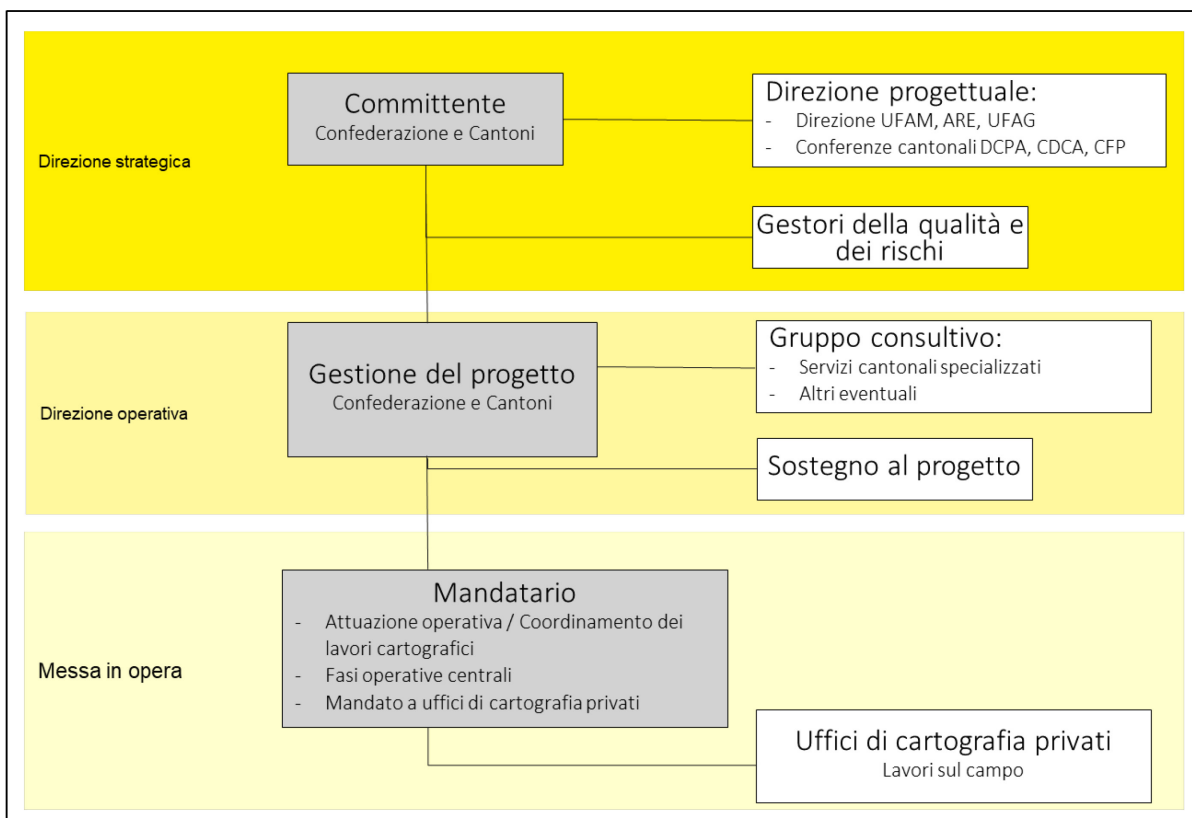 Direzione strategica
Committente
Confederazione e Cantoni
Direzione progettuale:
- Direzione UFAM, ARE, UFAG
- Conferenze cantonali DCPA, CDCA, CFP
Gestori della qualità e
dei rischi
Direzione operativa
Gestione del progetto
Confederazione e Cantoni
Gruppo consultivo:
- Servizi cantonali specializzati
- Altri eventuali
Sostegno al progetto
Messa in opera
Mandatario
- Attuazione operativa / Coordinamento dei
lavori cartografici
- Fasi operative centrali
- Mandato a uffici di cartografia privati
Uffici di cartografia privati
Lavori sul campo